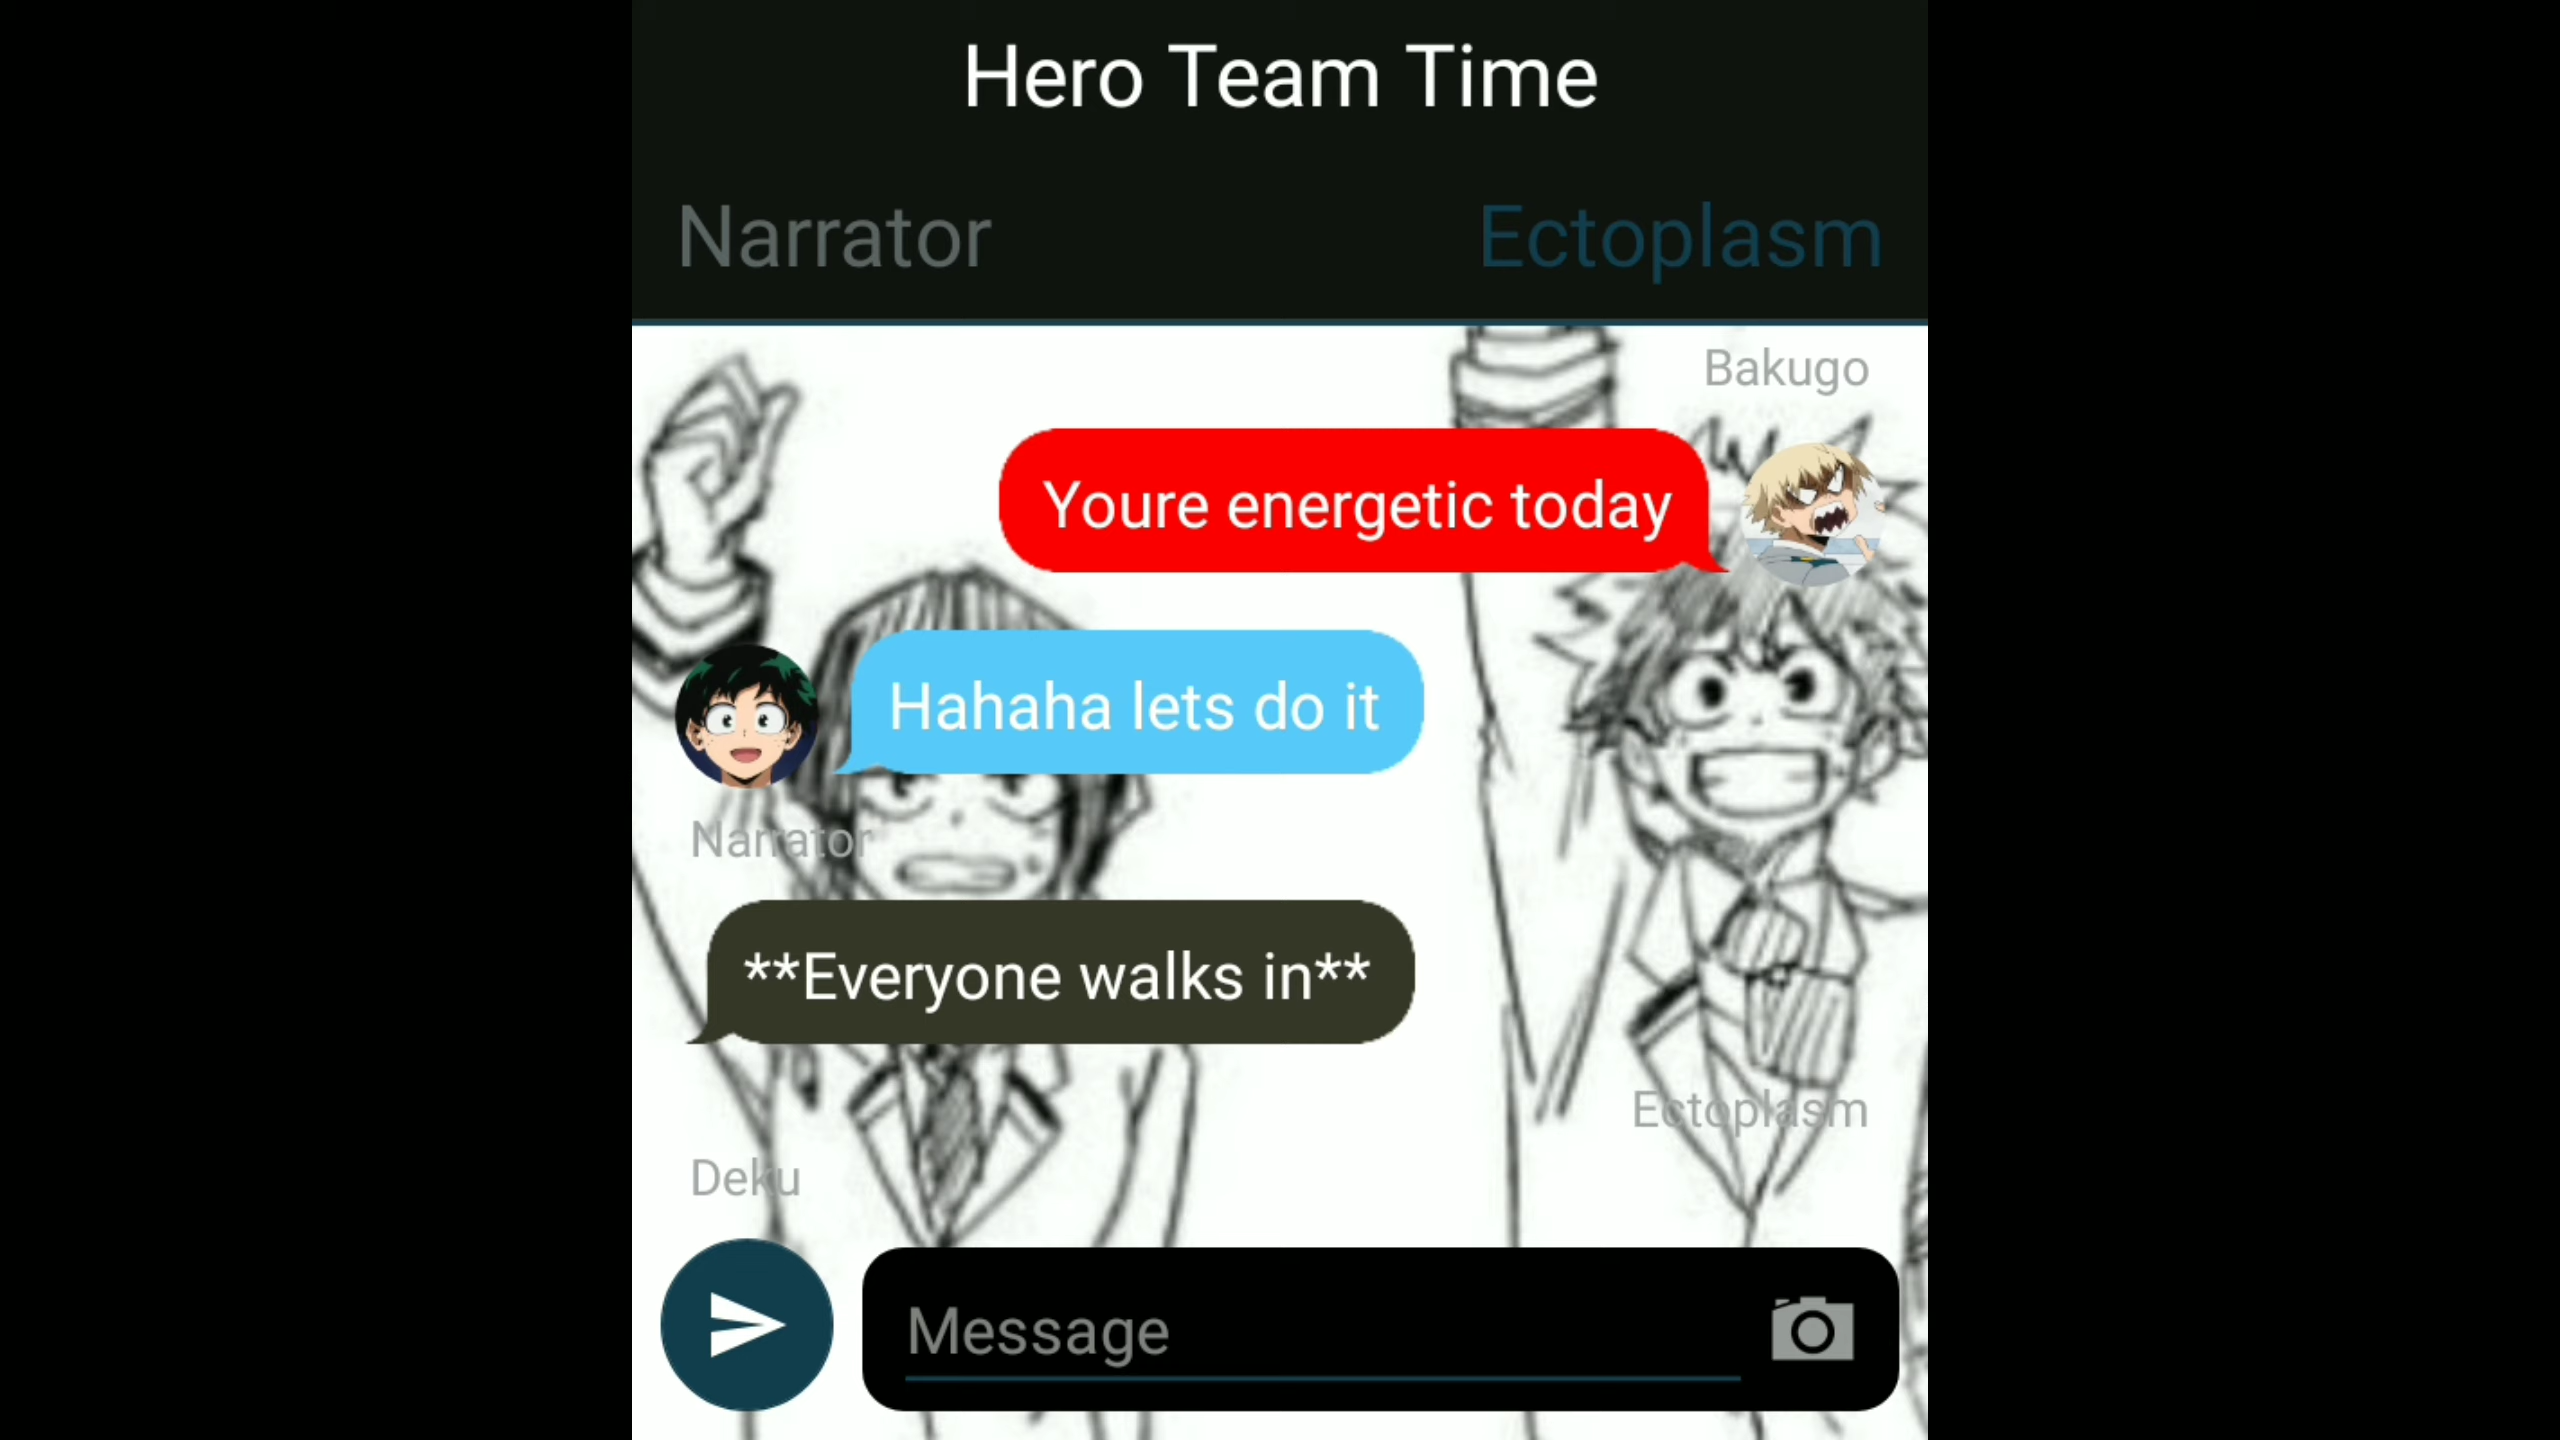 Hero Team Time
Narrator
Ectoplasm
Bakugo
Youre energetic today
Hahaha lets do it
Narrator
**Everyone walks in**
Ectoplasm
Deku
Message